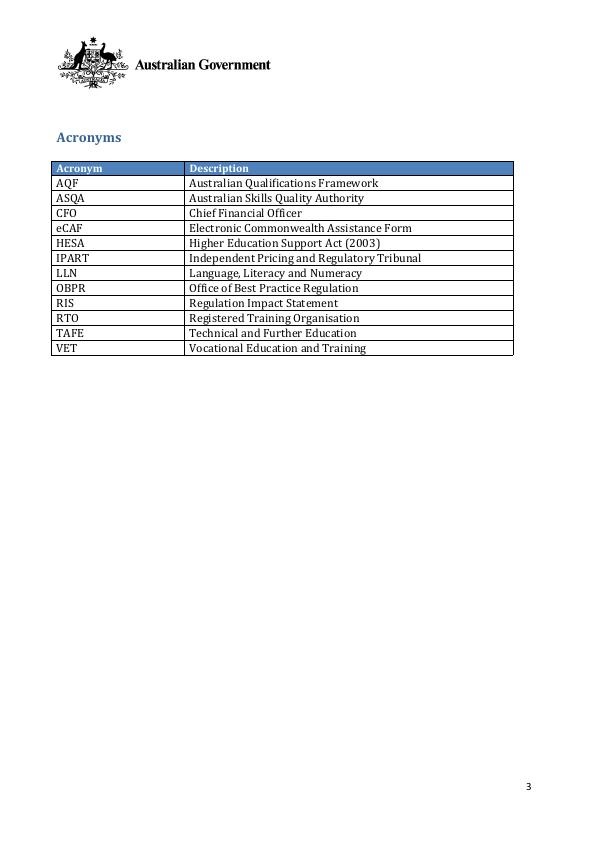 Australian Government
Acronyms
Acronym Description
AQF Australian Qualifications Framework
ASQA Australian Skills Quality Authority
CFO Chief Financial Officer
eCAF Electronic Commonwealth Assistance Form
HESA Higher Education Support Act (2003)
IPART Independent Pricing and Regulatory Tribunal
LLN Language, Literacy and Numeracy
OBPR Office of Best Practice Regulation
RIS Regulation Impact Statement
RTO Registered Training Organisation
TAFE Technical and Further Education
VET Vocational Education and Training
3